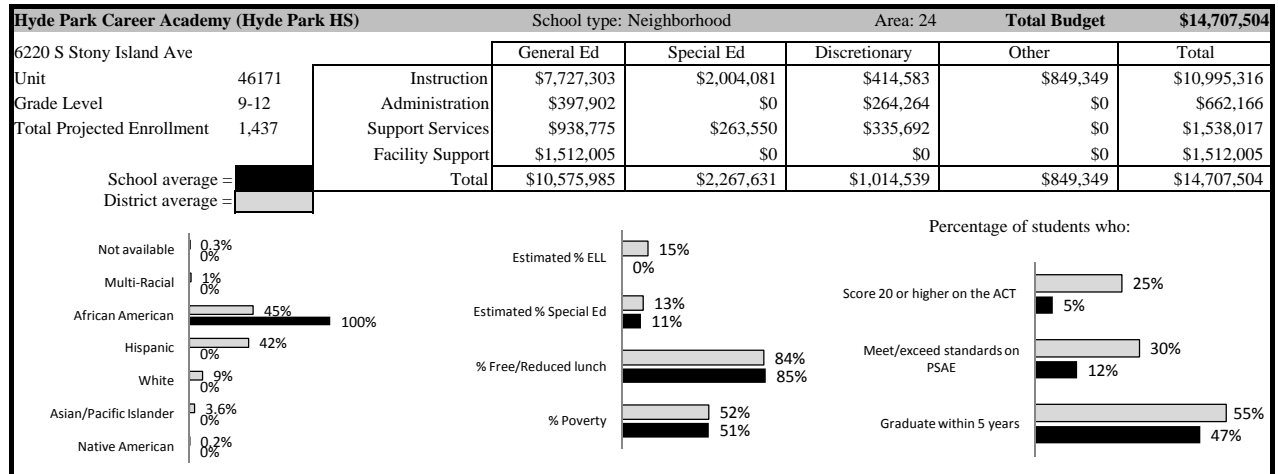 Hyde Park Career Academy (Hyde Park HS) School type: Neighborhood Area: 24 Total Budget $14,707,504
6220 S Stony Island Ave General Ed Special Ed Discretionary Other Total
Unit 46171 Instruction $7,727,303 $2,004,081 $414,583 $849,349 $10,995,316
Grade Level 9-12 Administration $397,902 $0 $264,264 $0 $662,166
Total Projected Enrollment 1,437 Support Services $938,775 $263,550 $335,692 $0 $1,538,017
Facility Support $1,512,005 $0 $0 $0 $1,512,005
School average = Total $10,575,985 $2,267,631 $1,014,539 $849,349 $14,707,504
District average =
Not available 0.3%
0%
Multi-Racial 1%
0%
African American 45%
100%
Hispanic 42%
0%
White 9%
0%
Asian/Pacific Islander 3.6%
0%
Native American 0.2%
0%
Estimated % ELL 15%
0%
Estimated % Special Ed 13%
11%
% Free/Reduced lunch 84%
85%
% Poverty 52%
51%
Percentage of students who:
Score 20 or higher on the ACT 25%
5%
Meet/exceed standards on
PSAE 30%
12%
Graduate within 5 years 55%
47%